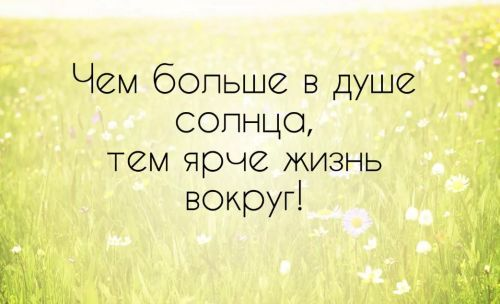 Чем больше в душе
солнца,
тем ярче жизнь
вокруг!